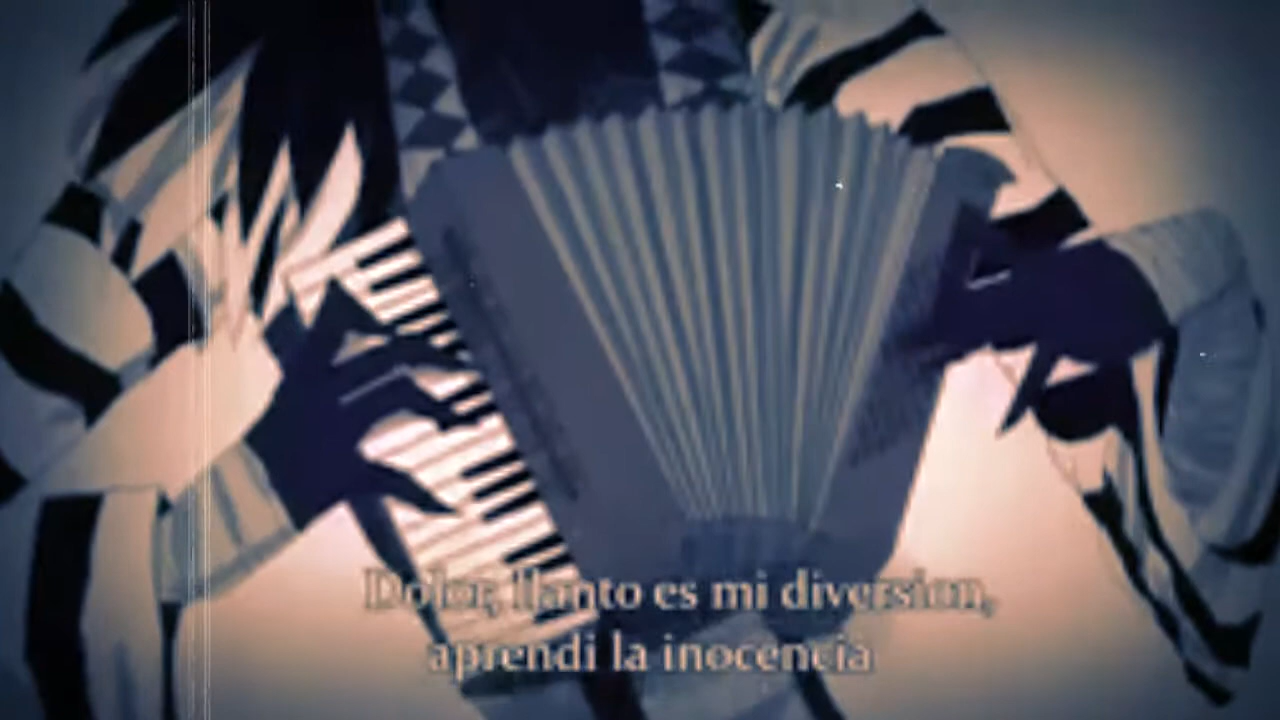 Dolor, llanto es mi diversion,
aprendi la inocencia